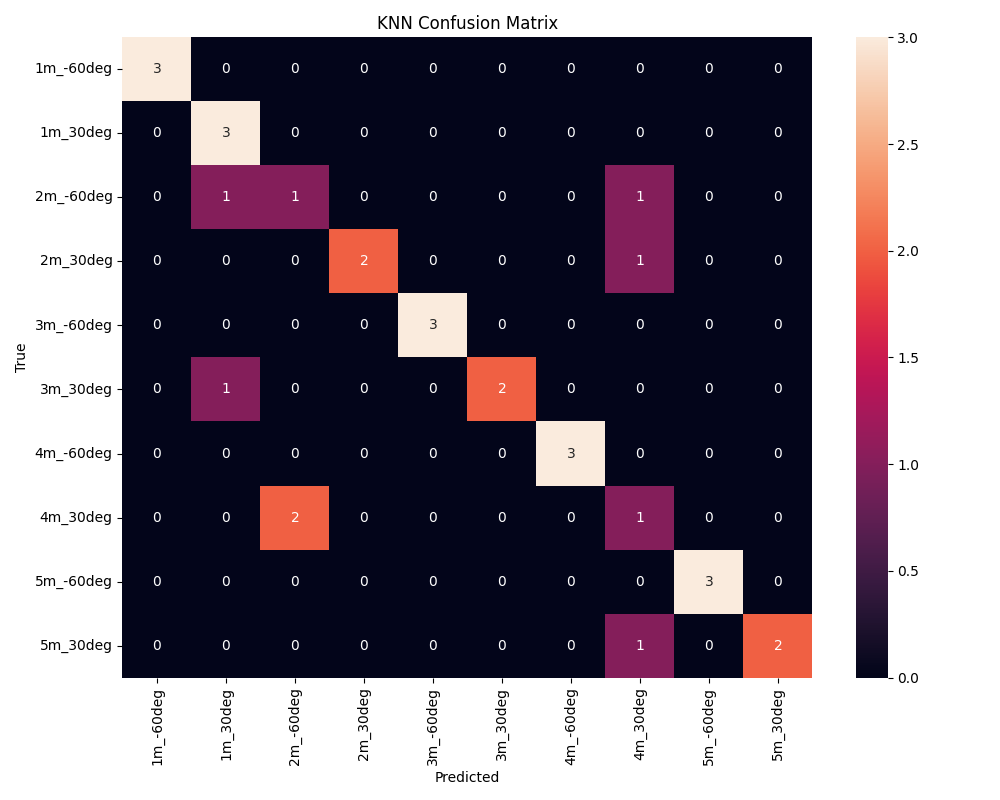 KNN Confusion Matrix
1m_-60deg 3 0 0 0 0 0 0 0 0 0
1m_30deg 0 3 0 0 0 0 0 0 0 0
2m_-60deg 0 1 1 0 0 0 0 1 0 0
2m_30deg 0 0 0 2 0 0 0 1 0 0
3m_-60deg 0 0 0 0 3 0 0 0 0 0
3m_30deg 0 1 0 0 0 2 0 0 0 0
4m_-60deg 0 0 0 0 0 0 3 0 0 0
4m_30deg 0 0 2 0 0 0 0 1 0 0
5m_-60deg 0 0 0 0 0 0 0 0 3 0
5m_30deg 0 0 0 0 0 0 0 1 0 2
True
1m_-60deg 1m_30deg 2m_-60deg 2m_30deg 3m_-60deg 3m_30deg 4m_-60deg 4m_30deg 5m_-60deg 5m_30deg
Predicted
3.0
2.5
2.0
1.5
1.0
0.5
0.0